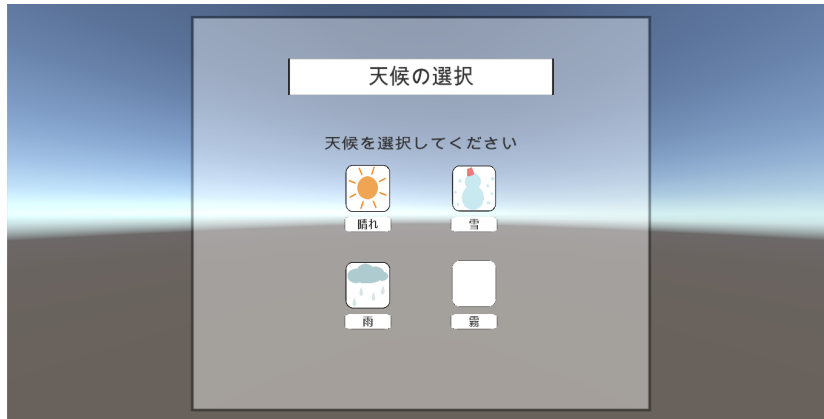 天候の選択
天候を選択してください
晴れ
雪
雨
霧